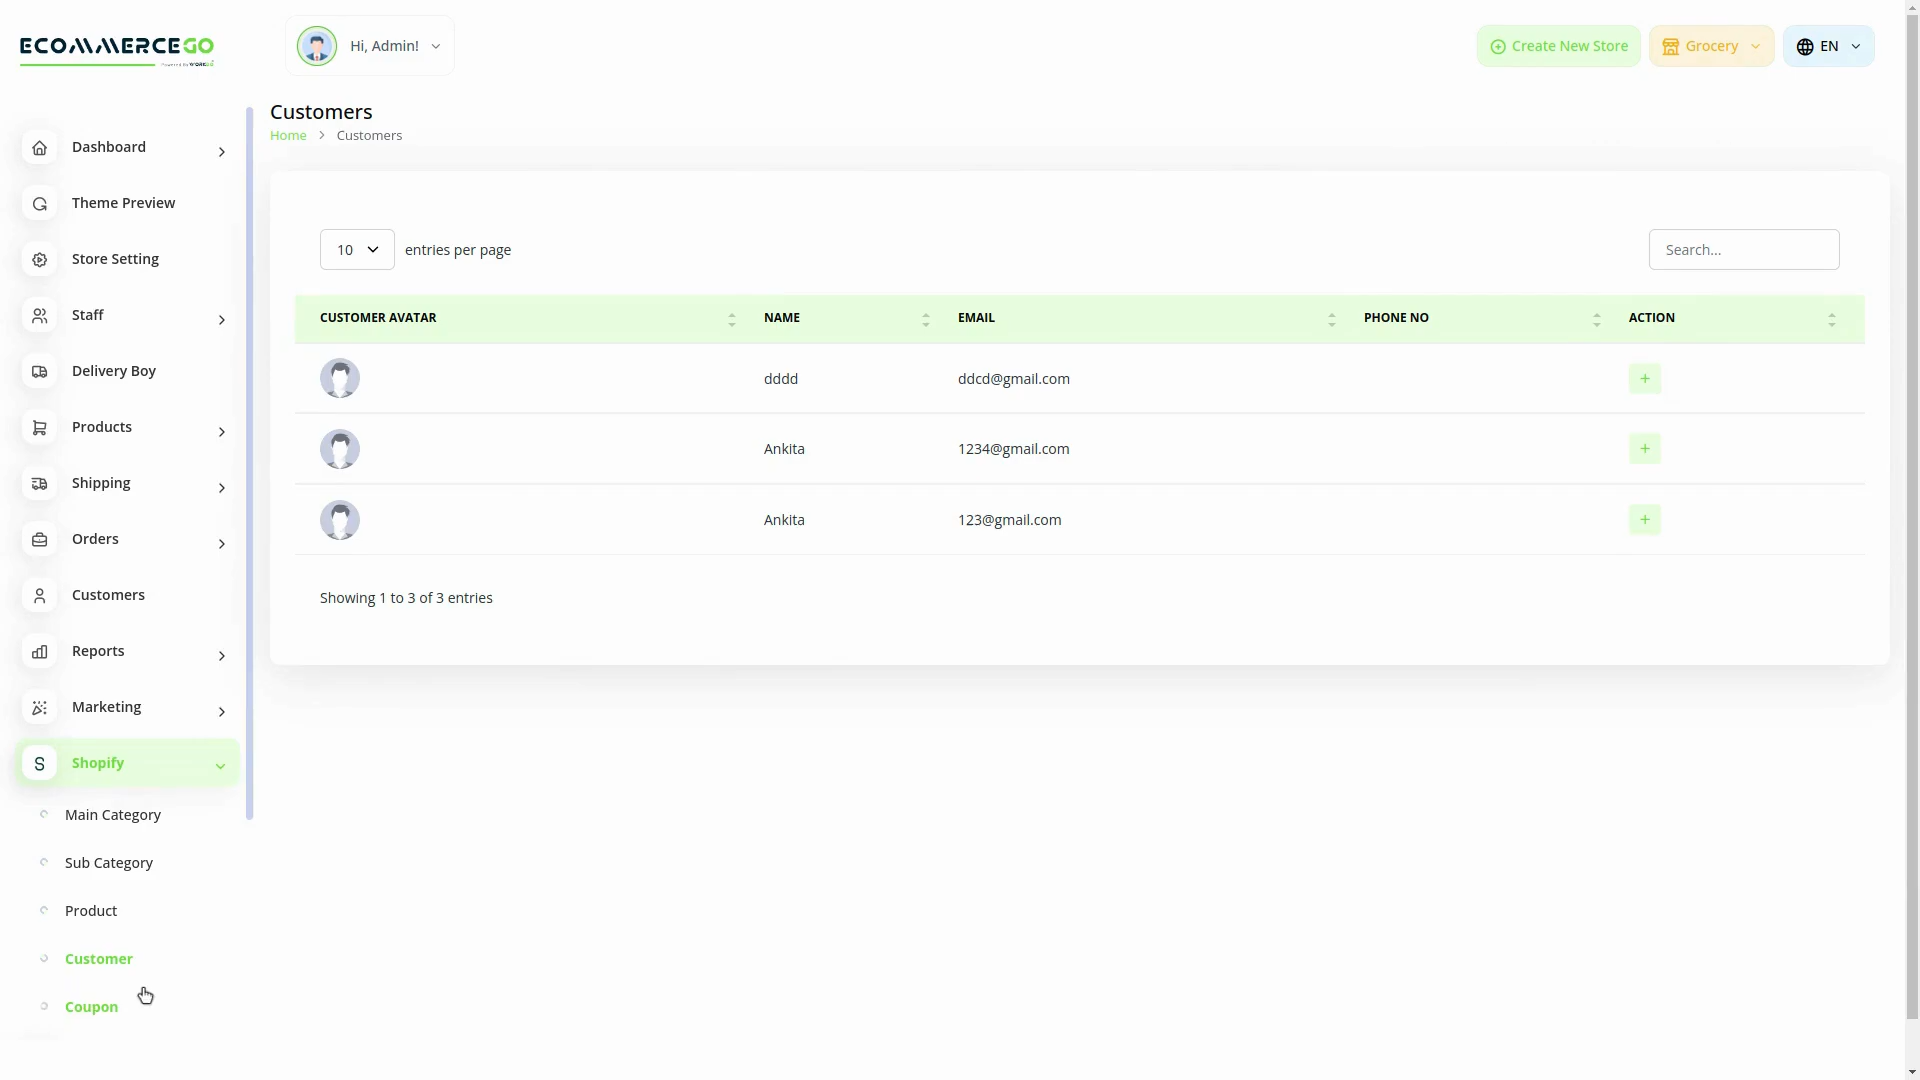 ECOMMERCEGO
Powered By WORKDO
Hi, Admin!
Create New Store
Grocery
EN
Customers
Home > Customers
Dashboard
Theme Preview
Store Setting
Staff
Delivery Boy
Products
Shipping
Orders
Customers
Reports
Marketing
S Shopify
Main Category
Sub Category
Product
Customer
Coupon
10 entries per page
Search...
CUSTOMER AVATAR NAME EMAIL PHONE NO ACTION
dddd ddcd@gmail.com +
Ankita 1234@gmail.com +
Ankita 123@gmail.com +
Showing 1 to 3 of 3 entries